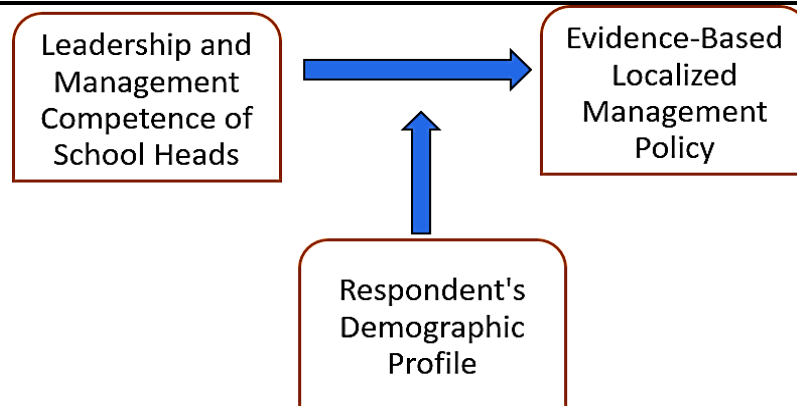 Leadership and
Management
Competence of
School Heads
Evidence-Based
Localized
Management
Policy
Respondent's
Demographic
Profile